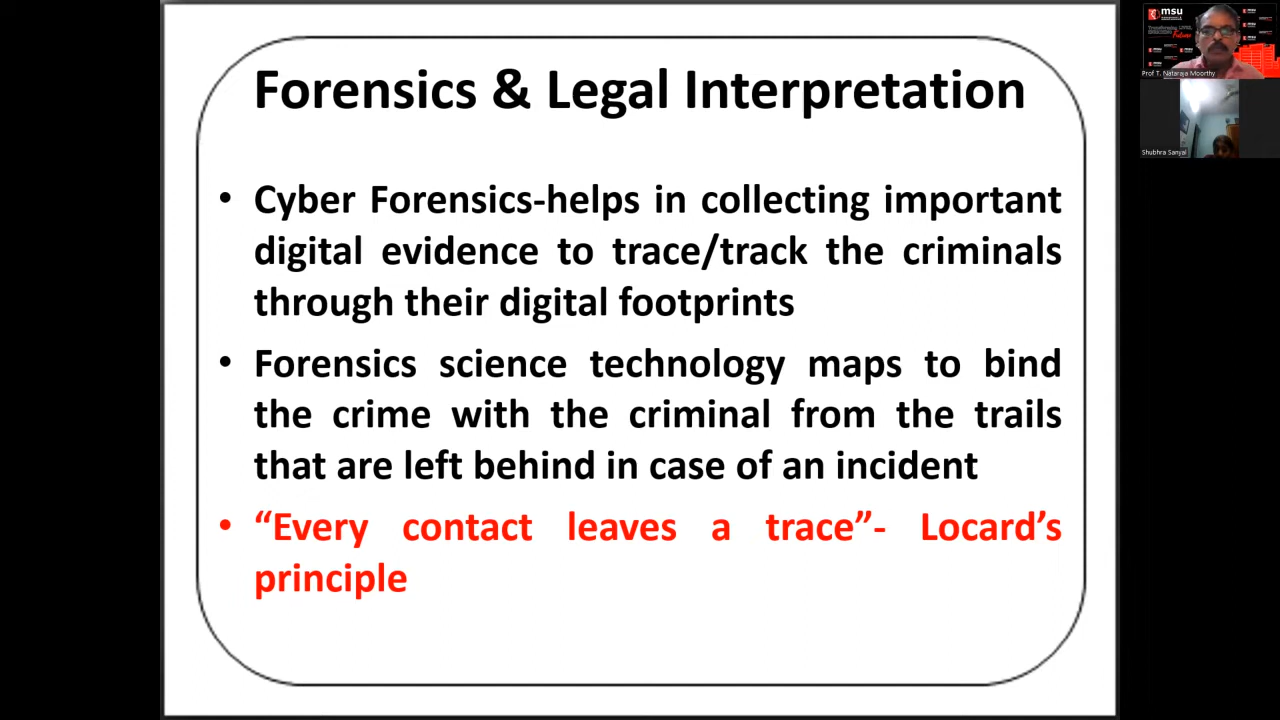 Forensics & Legal Interpretation
• Cyber Forensics-helps in collecting important
digital evidence to trace/track the criminals
through their digital footprints
• Forensics science technology maps to bind
the crime with the criminal from the trails
that are left behind in case of an incident
• “Every contact leaves a trace”- Locard’s
principle
msu
Prof T. Nataraja Moorthy
Shubhra Sanyal